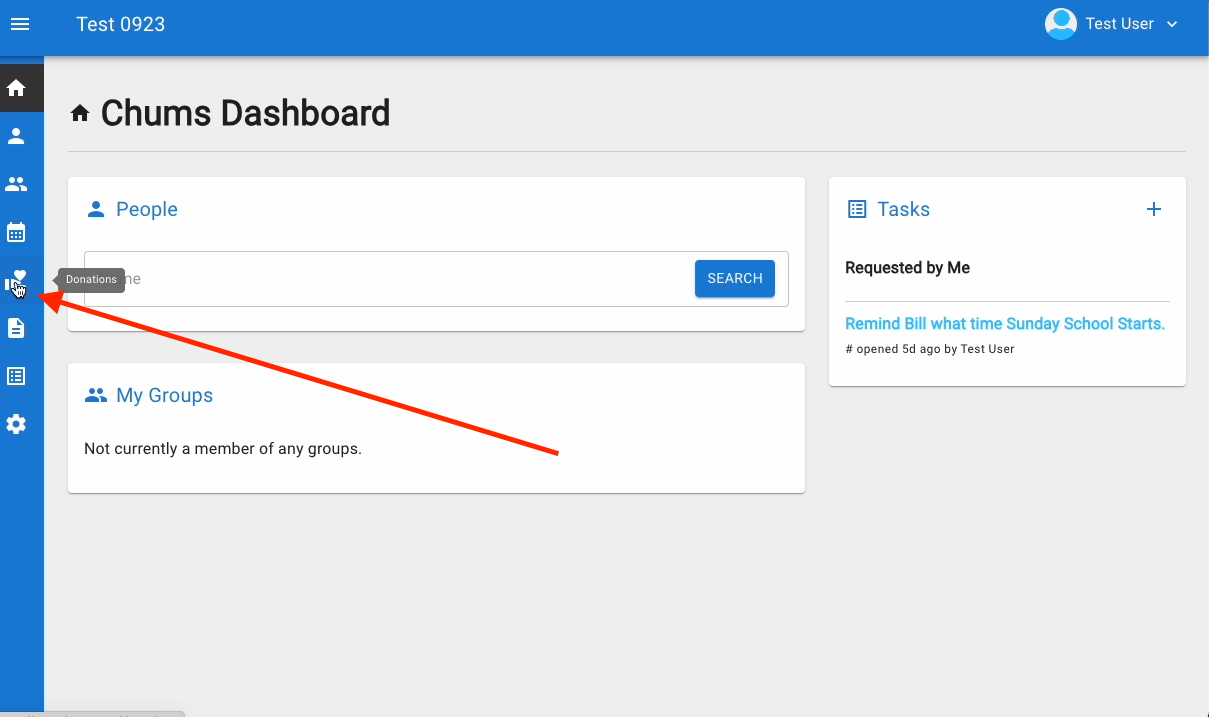 Test 0923
Test User
Chums Dashboard
People
Tasks
Donations
SEARCH
Requested by Me
Remind Bill what time Sunday School Starts.
# opened 5d ago by Test User
My Groups
Not currently a member of any groups.